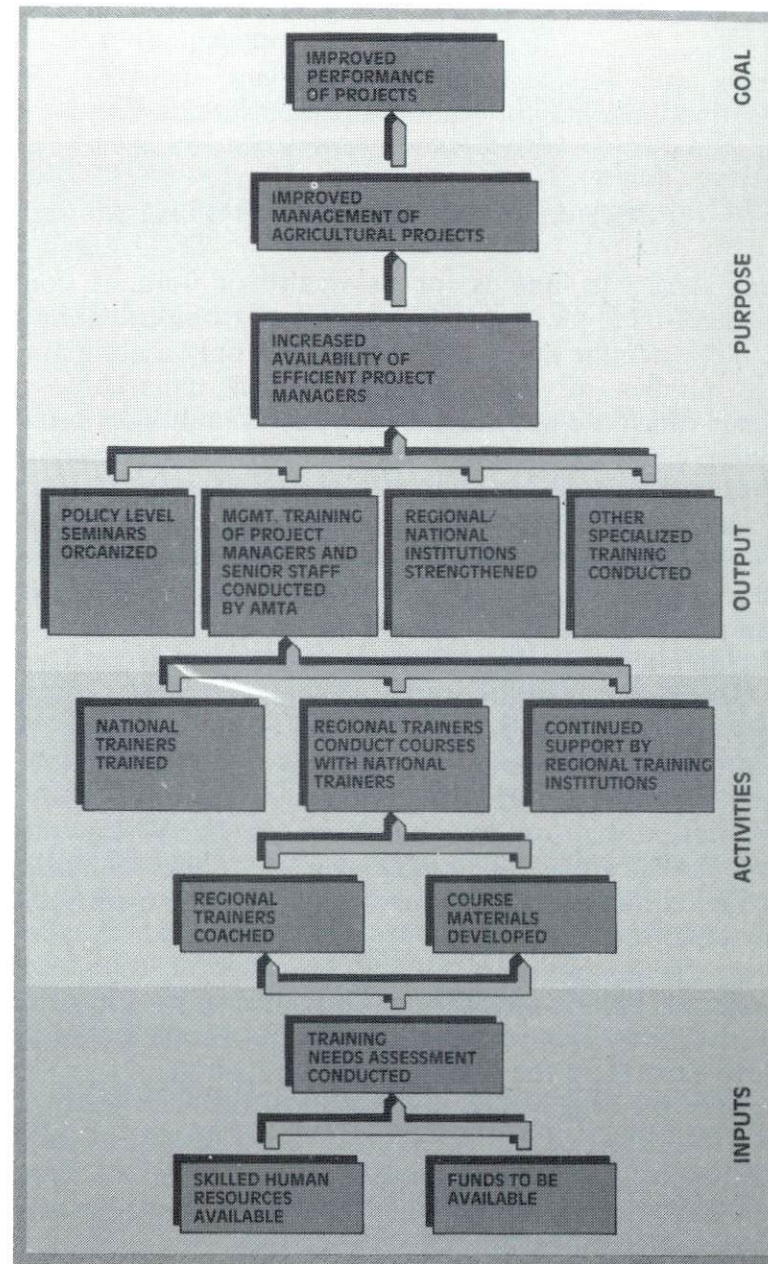 IMPROVED
PERFORMANCE
OF PROJECTS
GOAL
IMPROVED
MANAGEMENT OF
AGRICULTURAL PROJECTS
PURPOSE
INCREASED
AVAILABILITY OF
EFFICIENT PROJECT
MANAGERS
POLICY LEVEL
SEMINARS
ORGANIZED
MGMT. TRAINING
OF PROJECT
MANAGERS AND
SENIOR STAFF
CONDUCTED
BY AMTA
REGIONAL/
NATIONAL
INSTITUTIONS
STRENGTHENED
OTHER
SPECIALIZED
TRAINING
CONDUCTED
OUTPUT
NATIONAL
TRAINERS
TRAINED
REGIONAL TRAINERS
CONDUCT COURSES
WITH NATIONAL
TRAINERS
CONTINUED
SUPPORT BY
REGIONAL TRAINING
INSTITUTIONS
ACTIVITIES
REGIONAL
TRAINERS
COACHED
COURSE
MATERIALS
DEVELOPED
TRAINING
NEEDS ASSESSMENT
CONDUCTED
INPUTS
SKILLED HUMAN
RESOURCES
AVAILABLE
FUNDS TO BE
AVAILABLE